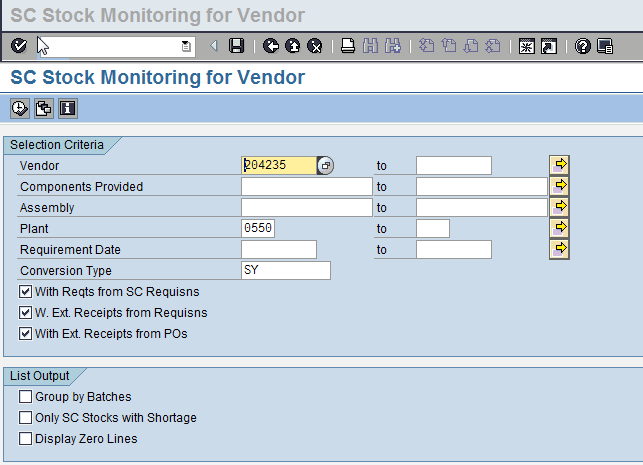 SC Stock Monitoring for Vendor
SC Stock Monitoring for Vendor
Selection Criteria
Vendor 204235 to
Components Provided to
Assembly to
Plant 0550 to
Requirement Date to
Conversion Type SY
With Reqts from SC Requisns
W. Ext. Receipts from Requisns
With Ext. Receipts from POs
List Output
Group by Batches
Only SC Stocks with Shortage
Display Zero Lines